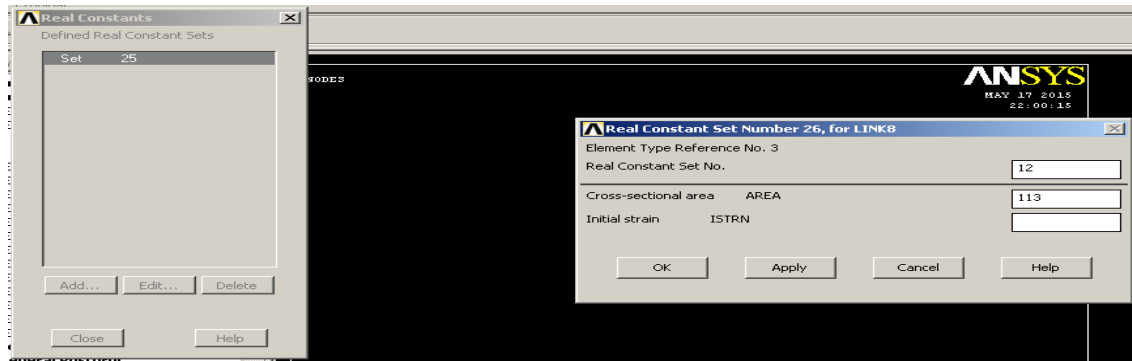 Real Constants
Defined Real Constant Sets
Set 25
Add... Edit... Delete
Close Help
NODES
ANSYS
MAY 17 2015
22:00:15
Real Constant Set Number 26, for LINK8
Element Type Reference No. 3
Real Constant Set No. 12
Cross-sectional area AREA 113
Initial strain ISTRN
OK Apply Cancel Help